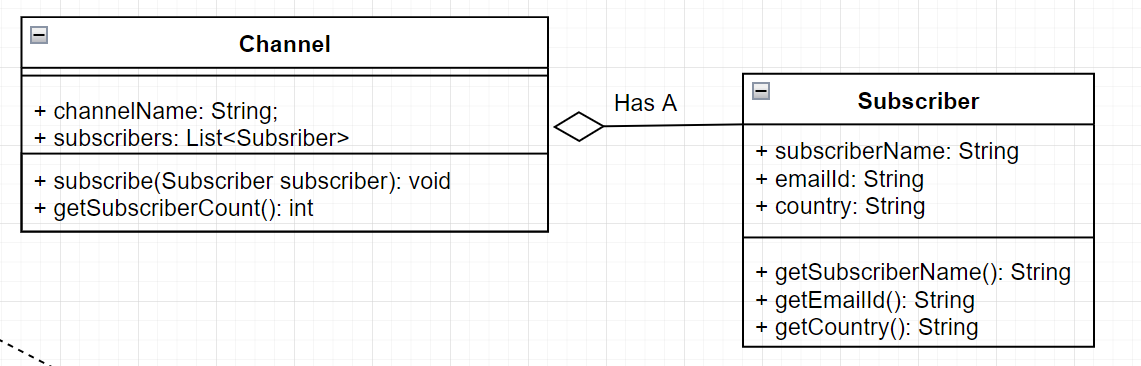 Channel
+ channelName: String;
+ subscribers: List<Subsriber>
+ subscribe(Subscriber subscriber): void
+ getSubscriberCount(): int
Has A
Subscriber
+ subscriberName: String
+ emailId: String
+ country: String
+ getSubscriberName(): String
+ getEmailId(): String
+ getCountry(): String